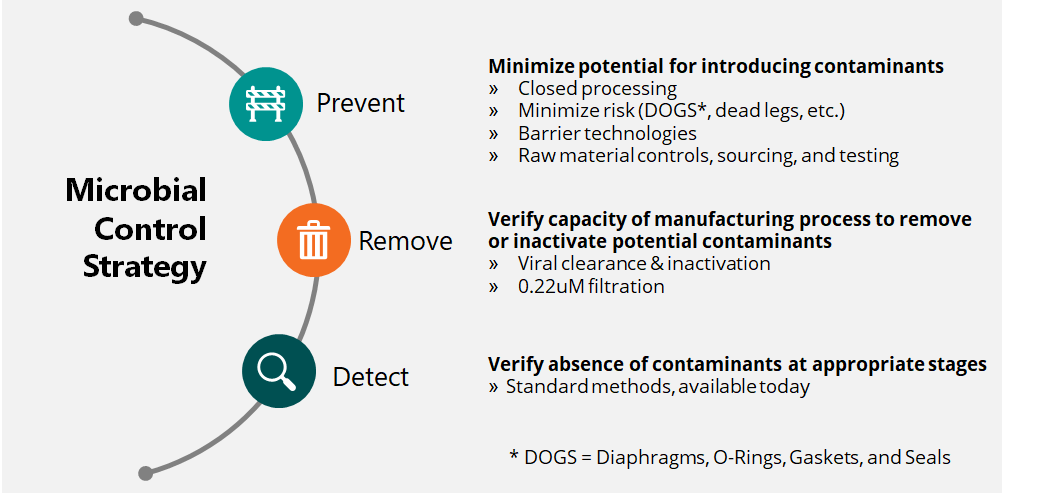 Microbial
Control
Strategy
Prevent
Minimize potential for introducing contaminants
» Closed processing
» Minimize risk (DOGS*, dead legs, etc.)
» Barrier technologies
» Raw material controls, sourcing, and testing
Remove
Verify capacity of manufacturing process to remove
or inactivate potential contaminants
» Viral clearance & inactivation
» 0.22uM filtration
Detect
Verify absence of contaminants at appropriate stages
» Standard methods, available today
* DOGS = Diaphragms, O-Rings, Gaskets, and Seals